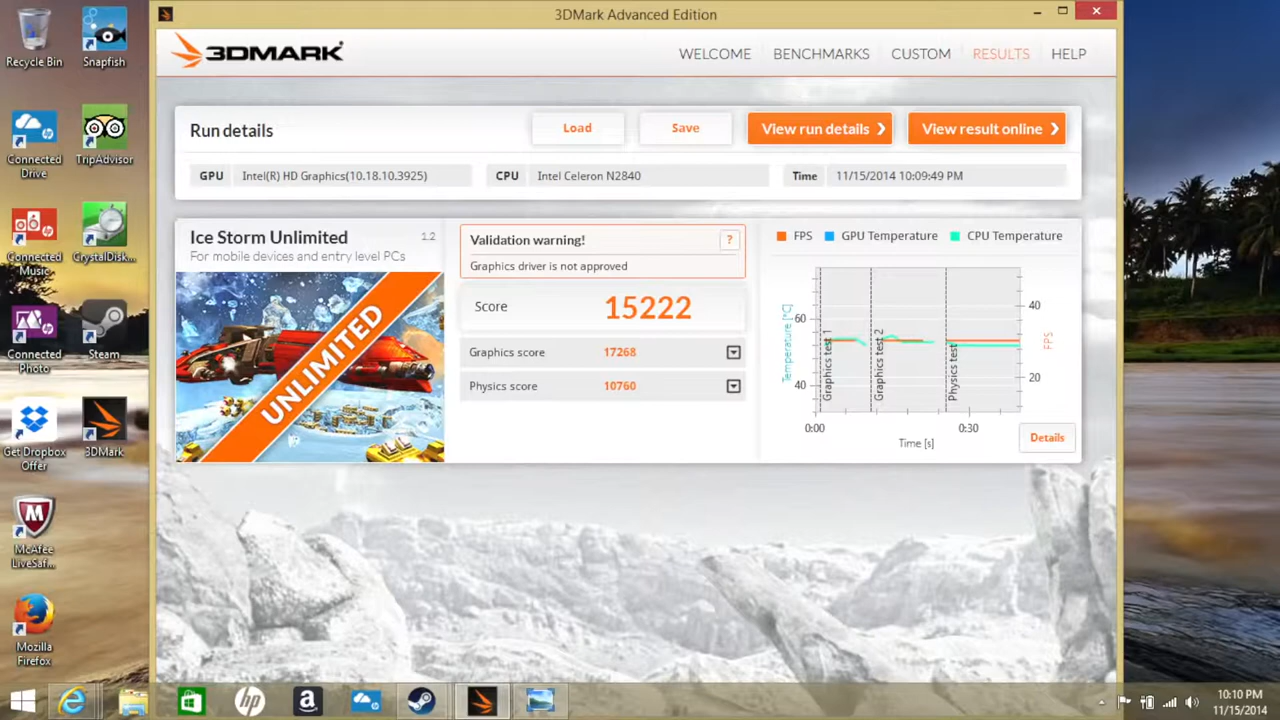 3DMark Advanced Edition
3DMARK
WELCOME BENCHMARKS CUSTOM RESULTS HELP
Run details
Load
Save
View run details
View result online
GPU Intel(R) HD Graphics(10.18.10.3925)
CPU Intel Celeron N2840
Time 11/15/2014 10:09:49 PM
Ice Storm Unlimited 1.2
For mobile devices and entry level PCs
UNLIMITED
Validation warning! ?
Graphics driver is not approved
Score 15222
Graphics score 17268
Physics score 10760
FPS GPU Temperature CPU Temperature
Temperature [°C]
60
40
Graphics test 1
Graphics test 2
Physics test
40
20
FPS
0:00 0:30
Time [s]
Details
Recycle Bin
Snapfish
Connected
Drive
TripAdvisor
Connected
Music
CrystalDisk...
Connected
Photo
Steam
Get Dropbox
Offer
3DMark
McAfee
LiveSaf...
Mozilla
Firefox
hp
a
10:10 PM
11/15/2014